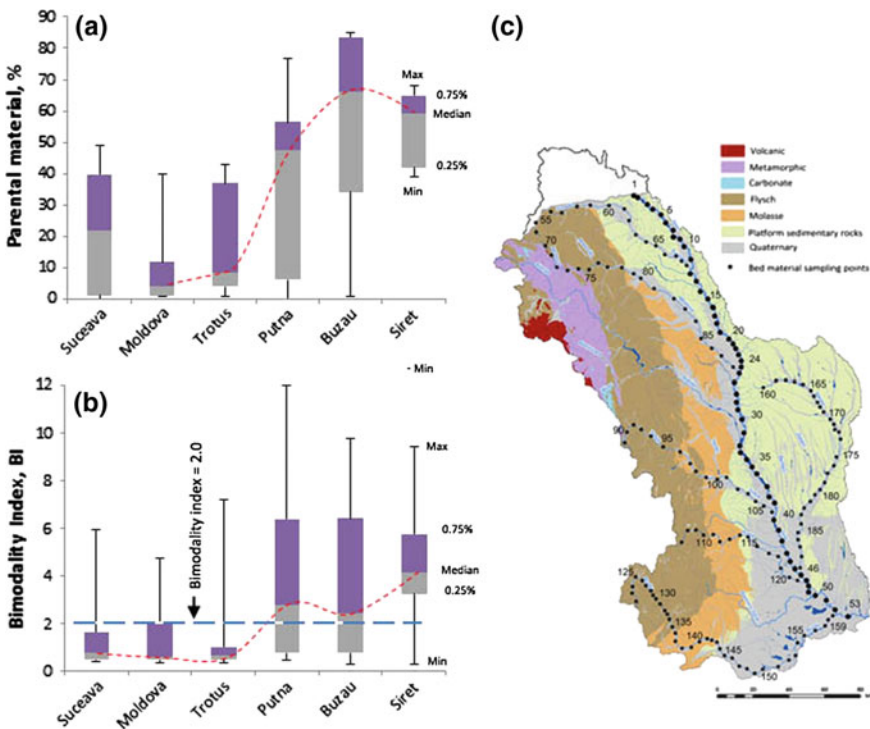 (a)
Parental material, %
90
80
70
60
50
40
30
20
10
0
Max
0.75%
Median
0.25%
Min
Suceava
Moldova
Trotus
Putna
Buzau
Siret
(b)
Bimodality Index, BI
12
10
8
6
4
2
0
Bimodality index = 2.0
- Min
Max
0.75%
Median
0.25%
Min
Suceava
Moldova
Trotus
Putna
Buzau
Siret
(c)
Volcanic
Metamorphic
Carbonate
Flysch
Molasse
Platform sedimentary rocks
Quaternary
Bed material sampling points
1
5
10
15
20
24
30
35
40
46
50
53
55
60
65
70
75
80
85
90
95
100
105
110
115
120
125
130
135
140
145
150
155
159
160
165
170
175
180
185
0 20 40 60 80